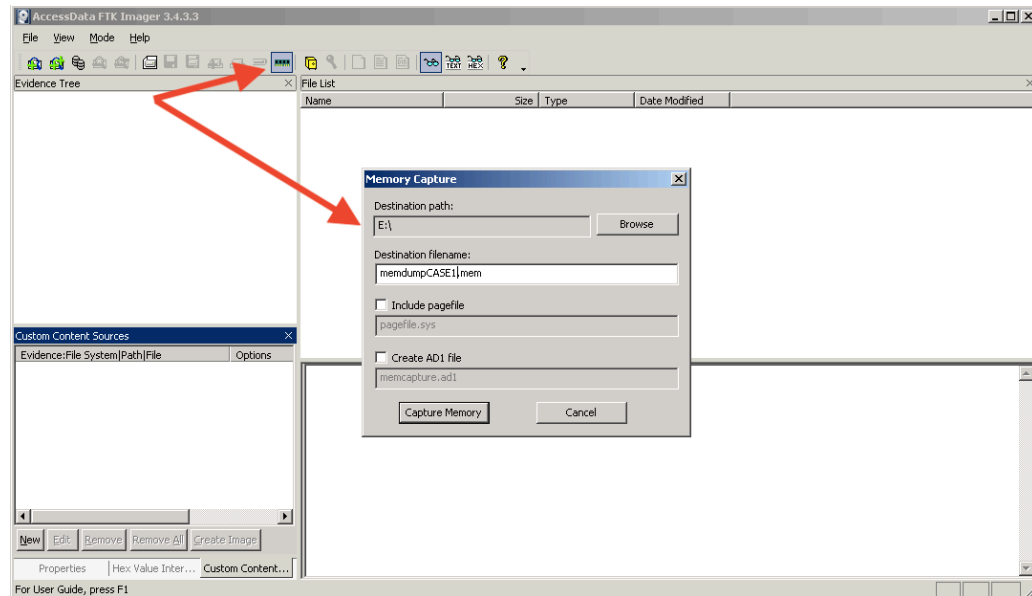 AccessData FTK Imager 3.4.3.3
File View Mode Help
TEXT HEX
Evidence Tree
File List
Name Size Type Date Modified
Memory Capture
Destination path:
E:\
Browse
Destination filename:
memdumpCASE1.mem
Include pagefile
pagefile.sys
Create AD1 file
memcapture.ad1
Capture Memory Cancel
Custom Content Sources
Evidence:File System|Path|File Options
New Edit Remove Remove All Create Image
Properties Hex Value Inter... Custom Content...
For User Guide, press F1